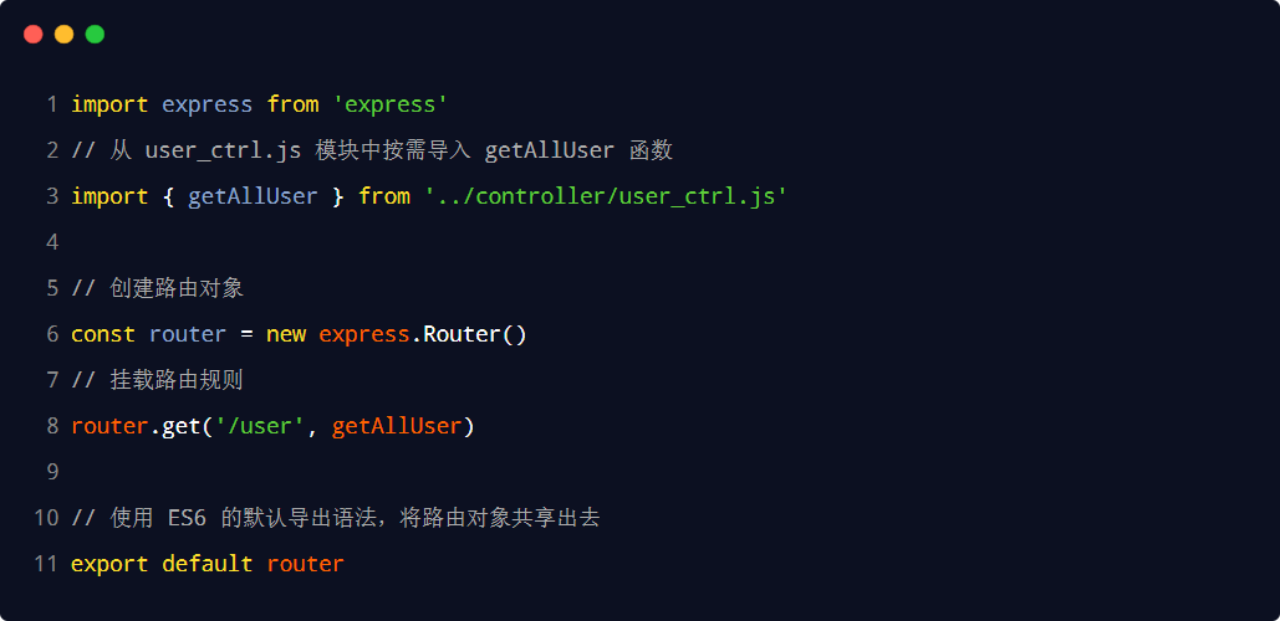 1 import express from 'express'
2 // 从 user_ctrl.js 模块中按需导入 getAllUser 函数
3 import { getAllUser } from '../controller/user_ctrl.js'
4
5 // 创建路由对象
6 const router = new express.Router()
7 // 挂载路由规则
8 router.get('/user', getAllUser)
9
10 // 使用 ES6 的默认导出语法，将路由对象共享出去
11 export default router